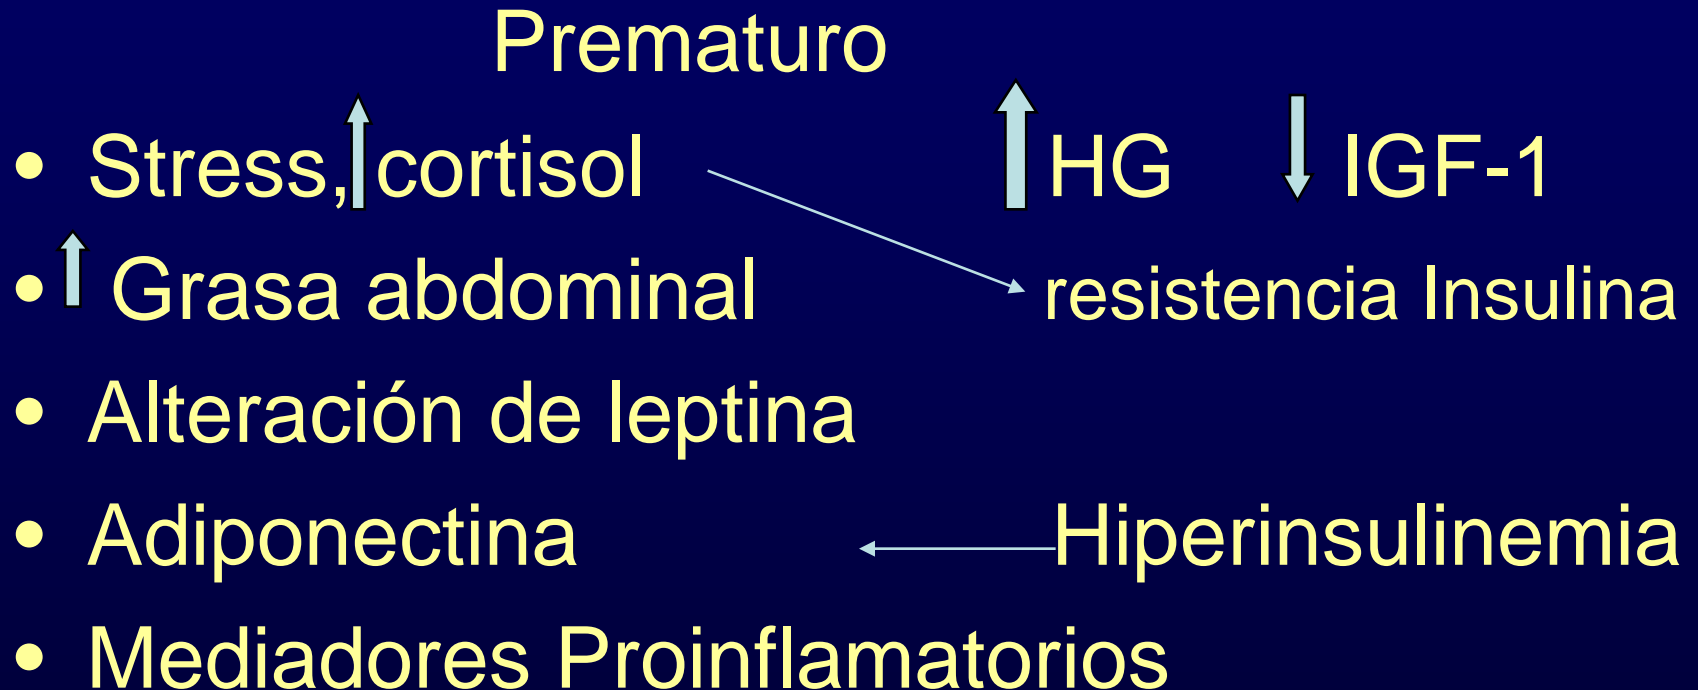 Prematuro
• Stress, cortisol HG IGF-1
• Grasa abdominal resistencia Insulina
• Alteración de leptina
• Adiponectina Hiperinsulinemia
• Mediadores Proinflamatorios